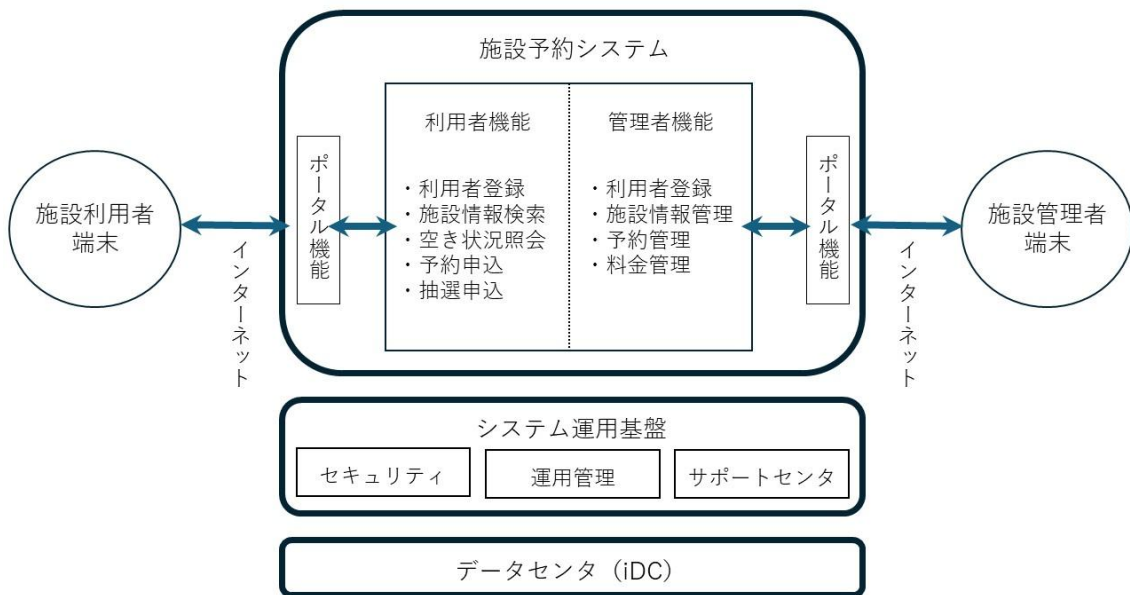 施設予約システム
利用者機能
管理者機能
ポータル機能
・利用者登録
・施設情報検索
・空き状況照会
・予約申込
・抽選申込
・利用者登録
・施設情報管理
・予約管理
・料金管理
ポータル機能
施設利用者
端末
インターネット
施設管理者
端末
インターネット
システム運用基盤
セキュリティ
運用管理
サポートセンタ
データセンタ（iDC）